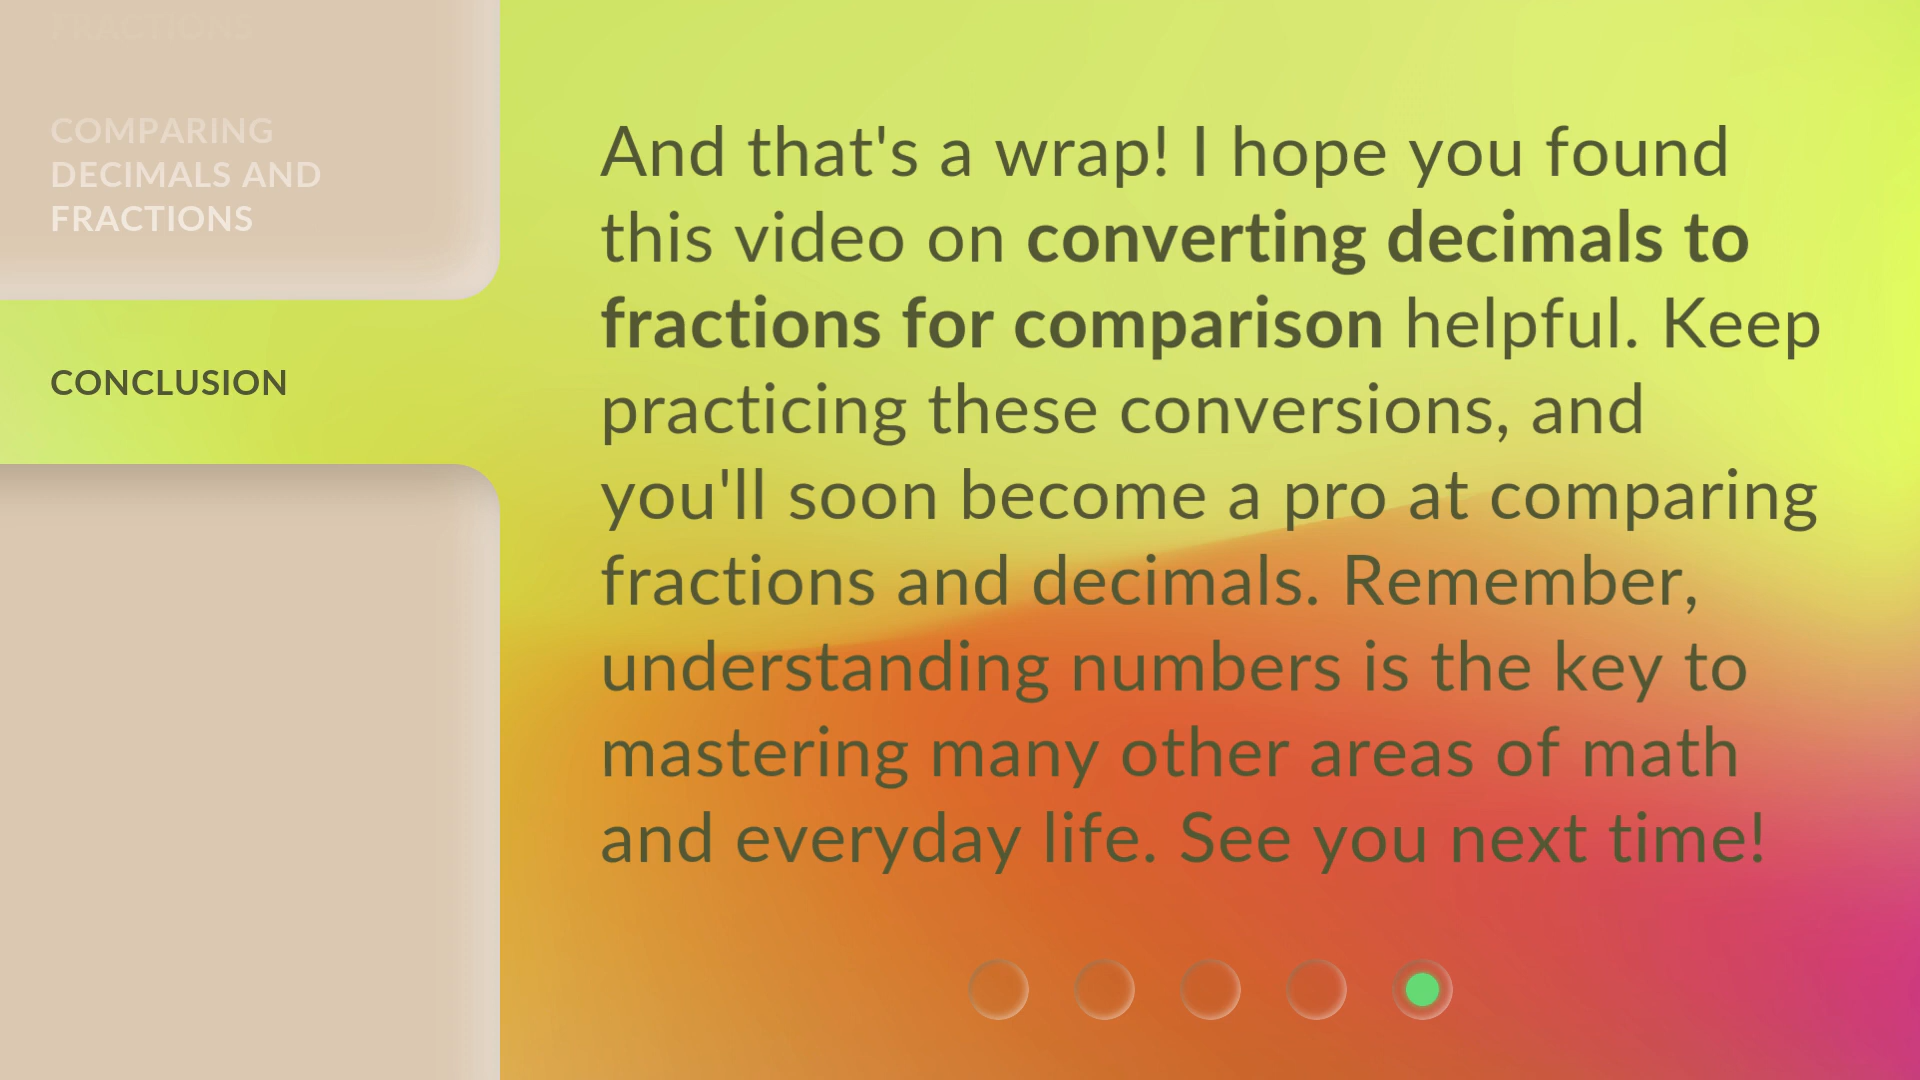 FRACTIONS
COMPARING
DECIMALS AND
FRACTIONS
CONCLUSION
And that's a wrap! I hope you found
this video on converting decimals to
fractions for comparison helpful. Keep
practicing these conversions, and
you'll soon become a pro at comparing
fractions and decimals. Remember,
understanding numbers is the key to
mastering many other areas of math
and everyday life. See you next time!